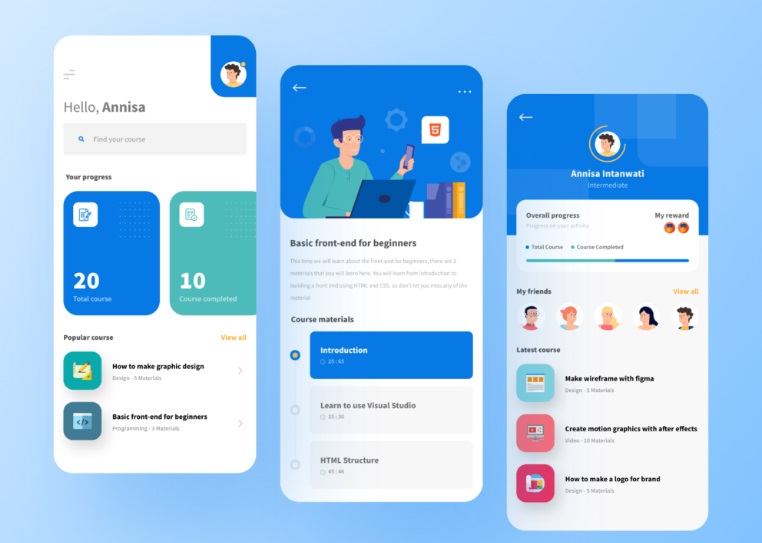 Hello, Annisa
Find your course
Your progress
20
Total course
10
Course completed
Popular course
View all
How to make graphic design
Design - 5 Materials
Basic front-end for beginners
Programming - 3 Materials
5
Basic front-end for beginners
This time we will learn about the front-end for beginners, there are 3
materials that you will learn here. You will learn from introduction to
building a front end using HTML and CSS, so don't let you miss any of the
material
Course materials
Introduction
Learn to use Visual Studio
HTML Structure
Annisa Intanwati
Intermediate
Overall progress
My reward
Progress on your activity
Total Course
Course Completed
My friends
View all
Latest course
Make wireframe with figma
Design - 5 Materials
Create motion graphics with after effects
Video - 10 Materials
How to make a logo for brand
Design - 5 Materials